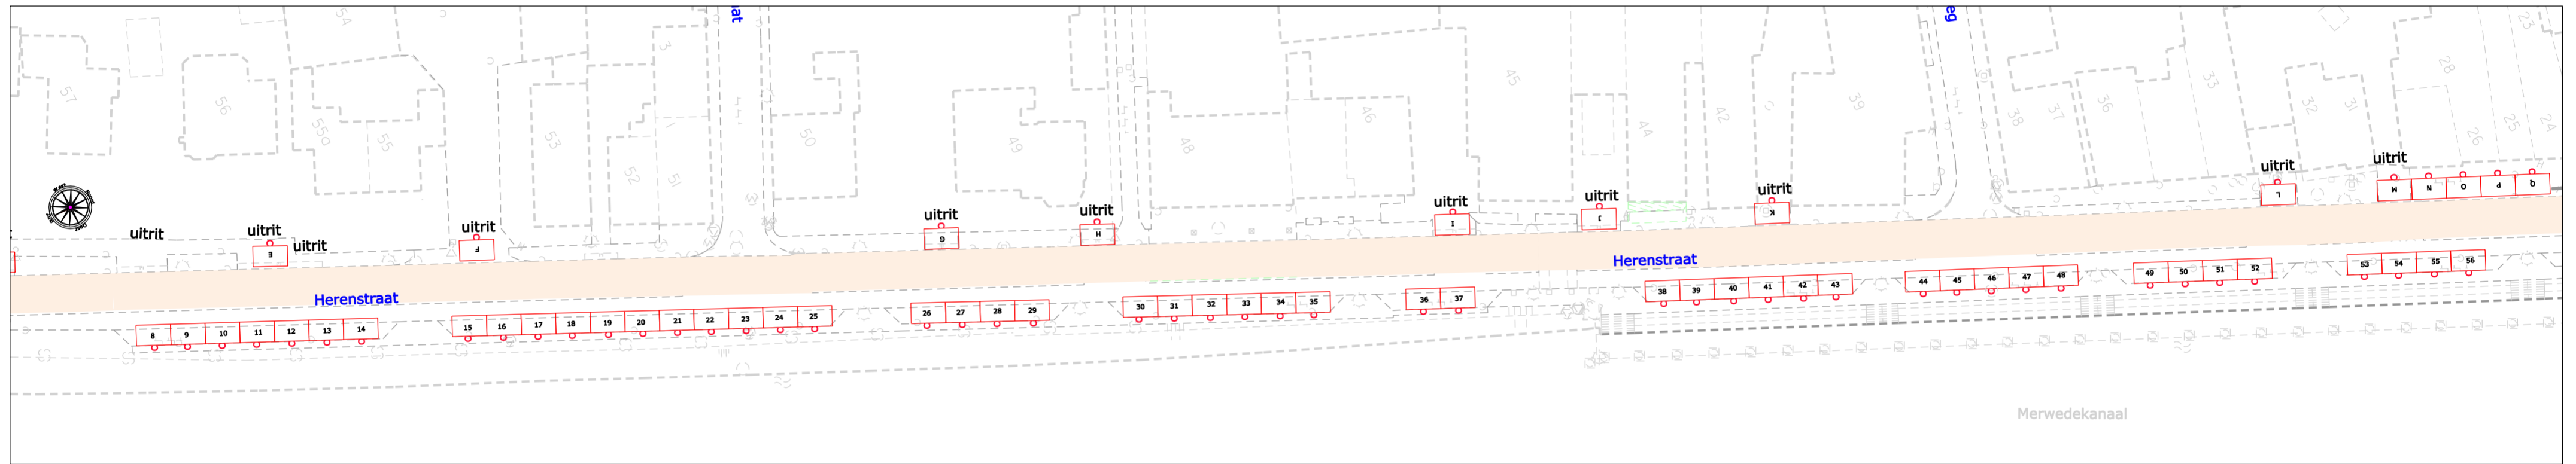 54
57
56
55a
55
53
3
52
51
1
50
49
48
46
45
44
42
39
38
37
36
33
32
31
28
26
25
24
23
uitrit
uitrit
uitrit
uitrit
uitrit
uitrit
uitrit
uitrit
uitrit
uitrit
uitrit
E
F
G
H
I
J
K
L
M
N
O
P
Q
Herenstraat
Herenstraat
8 9 10 11 12 13 14
15 16 17 18 19 20 21 22 23 24 25
26 27 28 29
30 31 32 33 34 35
36 37
38 39 40 41 42 43
44 45 46 47 48
49 50 51 52
53 54 55 56
Merwedekanaal